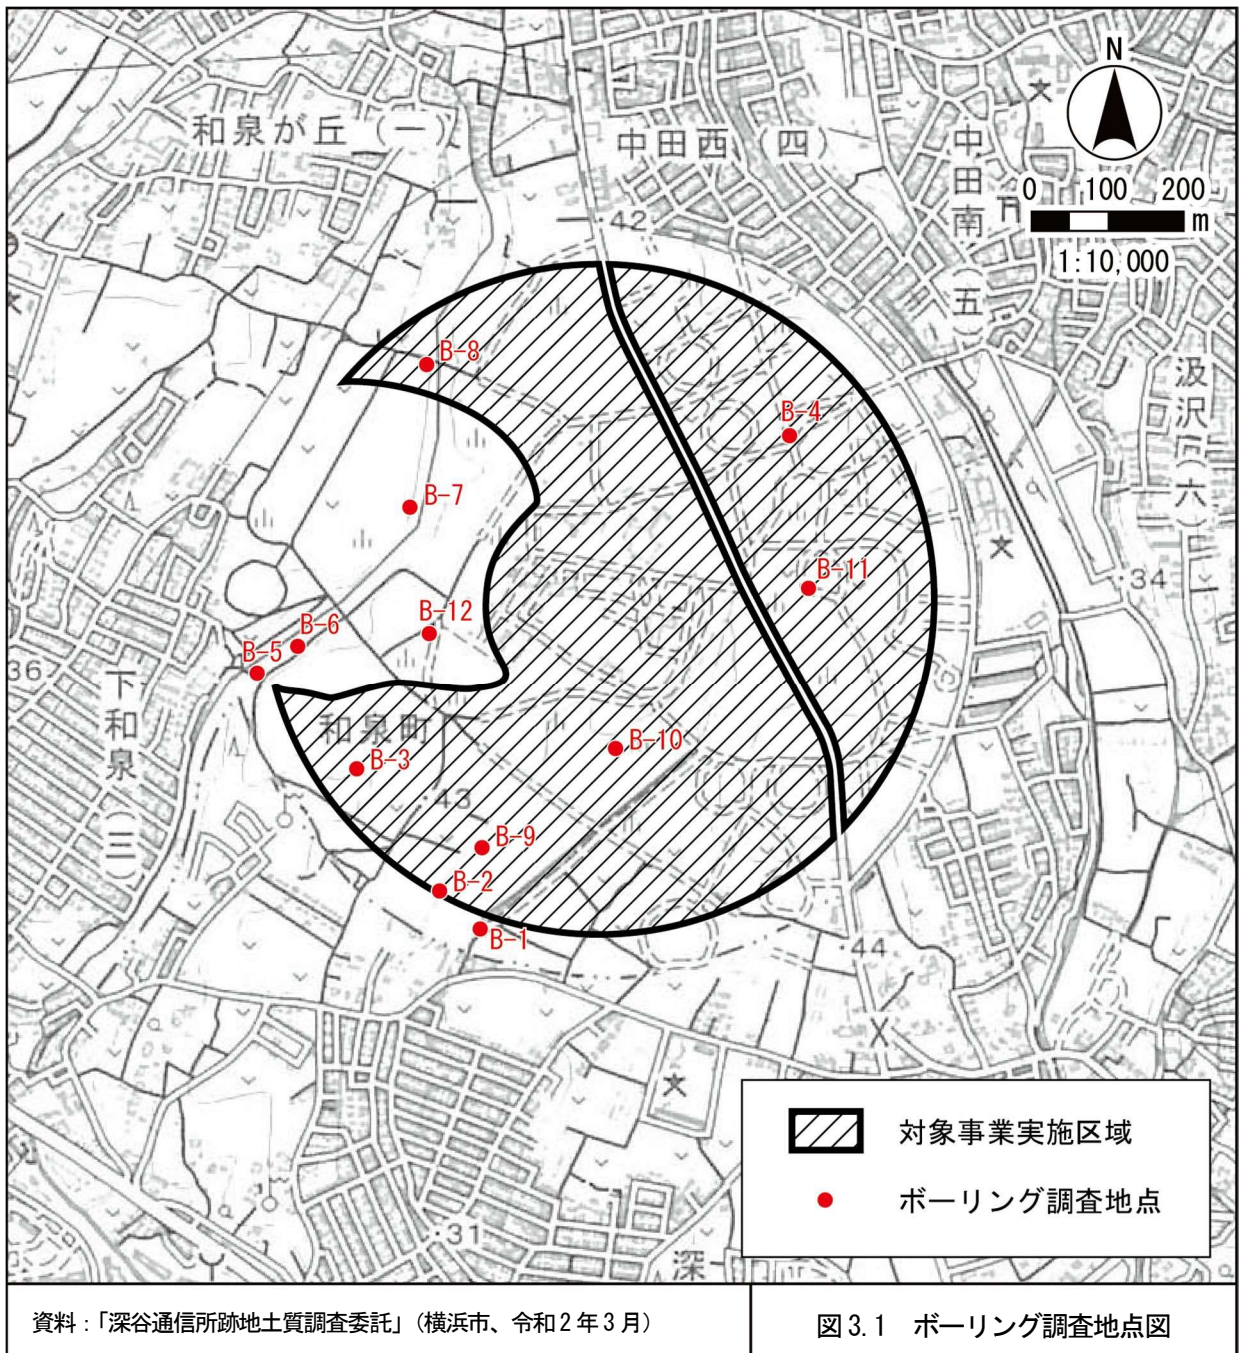 和泉が丘（一）
中田西（四）
中田南（五）
N
0 100 200
m
1:10,000
・42
汲沢（六）
B-8
B-4
B-7
B-11
・34
B-12
B-6
B-5
36
下和泉（三）
和泉町
B-10
B-3
・43
B-9
B-2
B-1
・44
対象事業実施区域
ボーリング調査地点
・31
深
資料：「深谷通信所跡地土質調査委託」（横浜市、令和２年３月）
図 3.1　ボーリング調査地点図